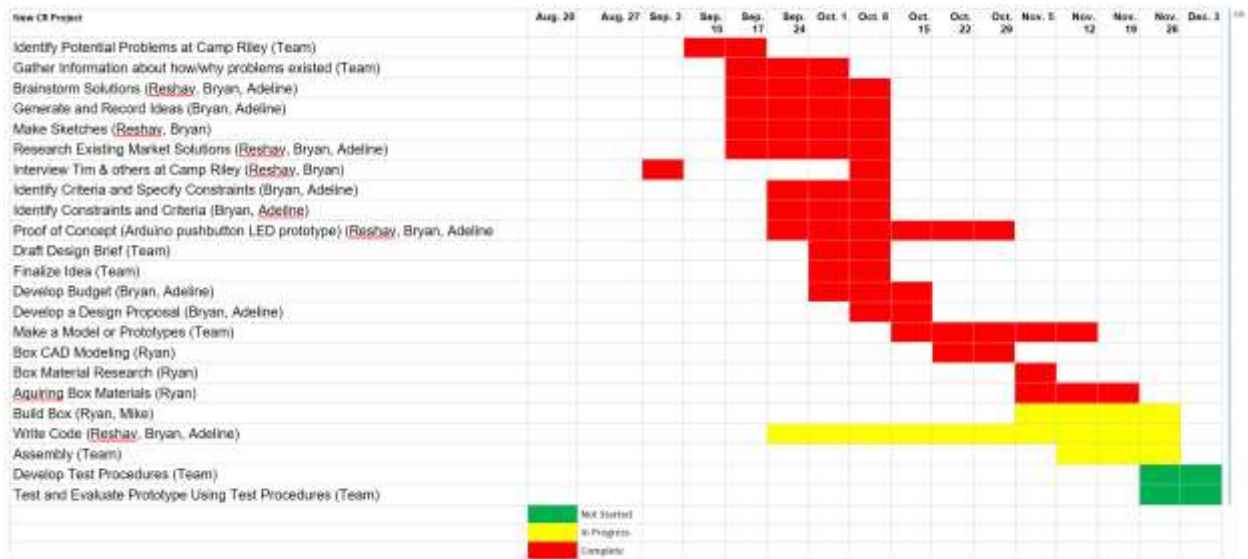 New CR Project Aug. 20 Aug. 27 Sep. 3 Sep. 10 Sep. 17 Sep. 24 Oct. 1 Oct. 8 Oct. 15 Oct. 22 Oct. 29 Nov. 5 Nov. 12 Nov. 19 Nov. 26 Dec. 3
Identify Potential Problems at Camp Riley (Team)
Gather Information about how/why problems existed (Team)
Brainstorm Solutions (Reshav, Bryan, Adeline)
Generate and Record Ideas (Bryan, Adeline)
Make Sketches (Reshav, Bryan)
Research Existing Market Solutions (Reshav, Bryan, Adeline)
Interview Tim & others at Camp Riley (Reshav, Bryan)
Identify Criteria and Specify Constraints (Bryan, Adeline)
Identify Constraints and Criteria (Bryan, Adeline)
Proof of Concept (Arduino pushbutton LED prototype) (Reshav, Bryan, Adeline
Draft Design Brief (Team)
Finalize Idea (Team)
Develop Budget (Bryan, Adeline)
Develop a Design Proposal (Bryan, Adeline)
Make a Model or Prototypes (Team)
Box CAD Modeling (Ryan)
Box Material Research (Ryan)
Aquiring Box Materials (Ryan)
Build Box (Ryan, Mike)
Write Code (Reshav, Bryan, Adeline)
Assembly (Team)
Develop Test Procedures (Team)
Test and Evaluate Prototype Using Test Procedures (Team)
Not Started
In Progress
Complete